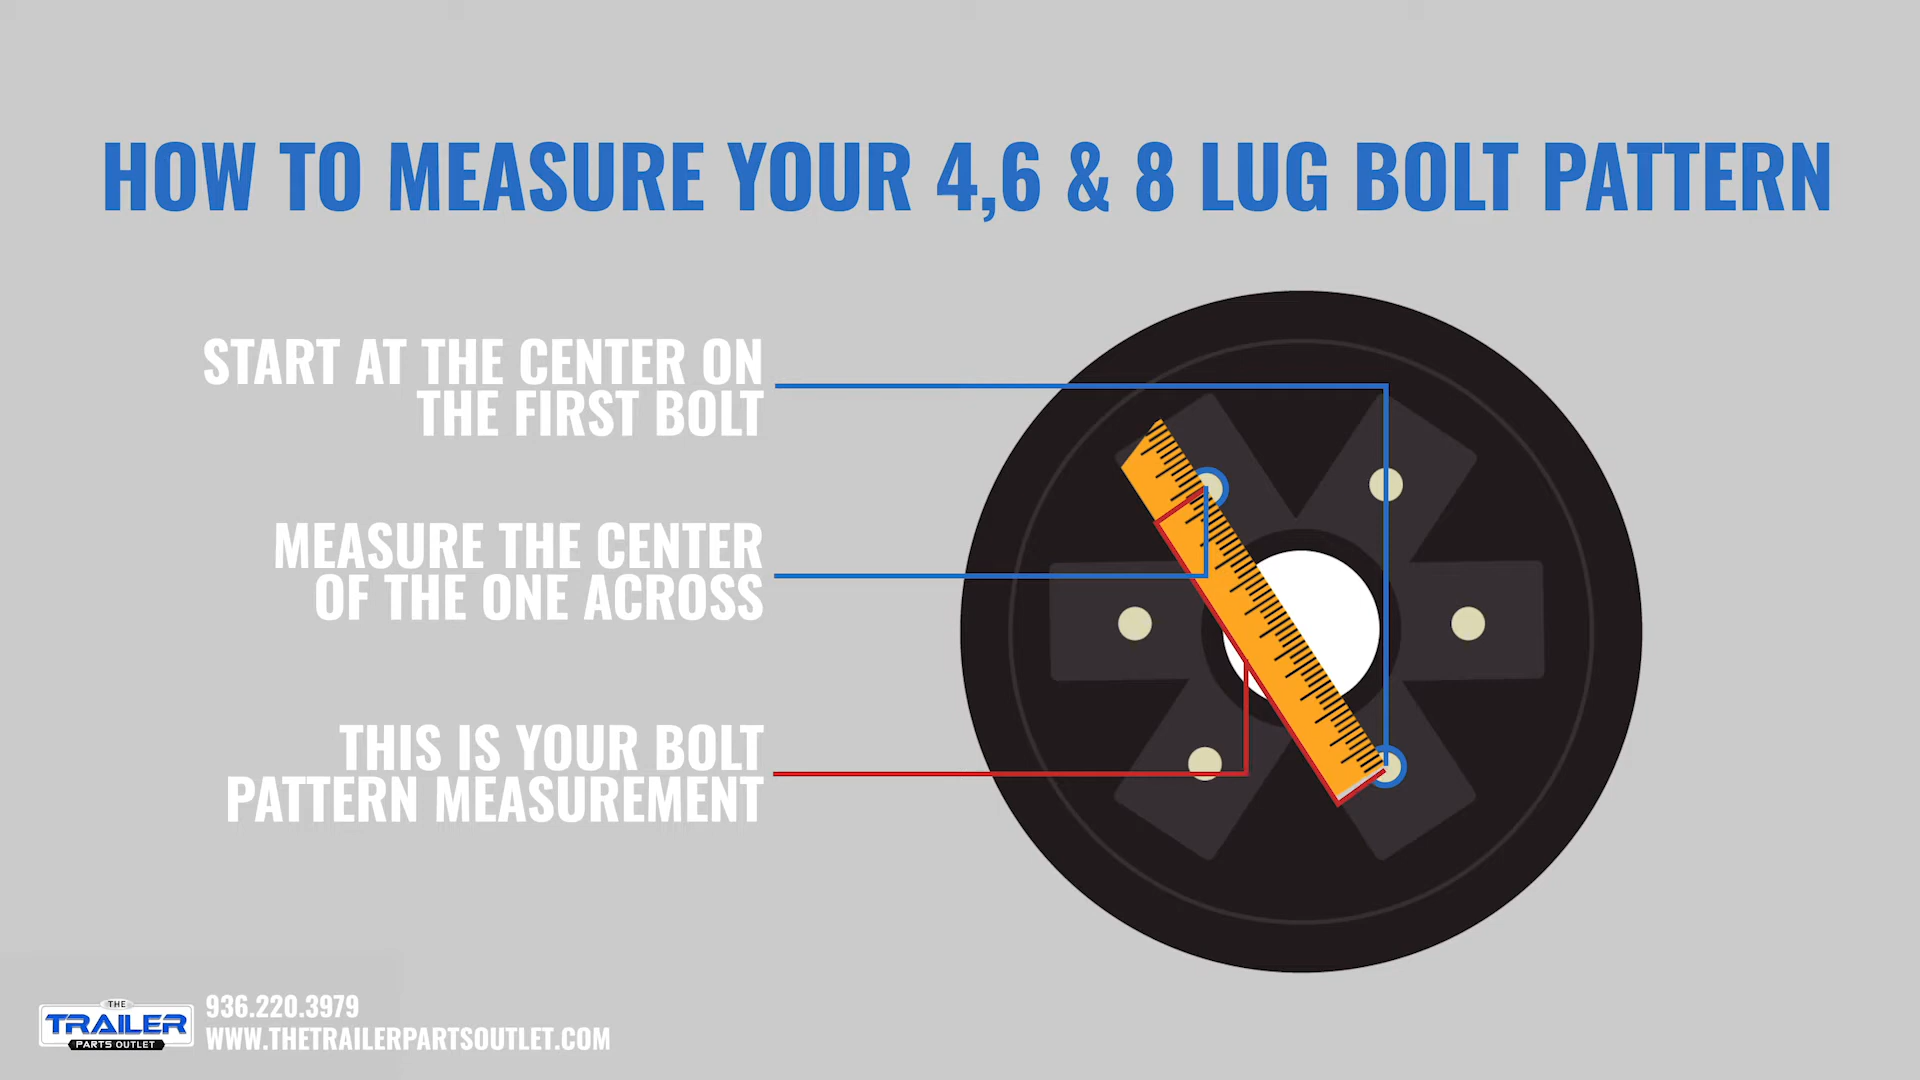 HOW TO MEASURE YOUR 4,6 & 8 LUG BOLT PATTERN
START AT THE CENTER ON
THE FIRST BOLT
MEASURE THE CENTER
OF THE ONE ACROSS
THIS IS YOUR BOLT
PATTERN MEASUREMENT
THE
TRAILER
PARTS OUTLET
936.220.3979
WWW.THETRAILERPARTSOUTLET.COM